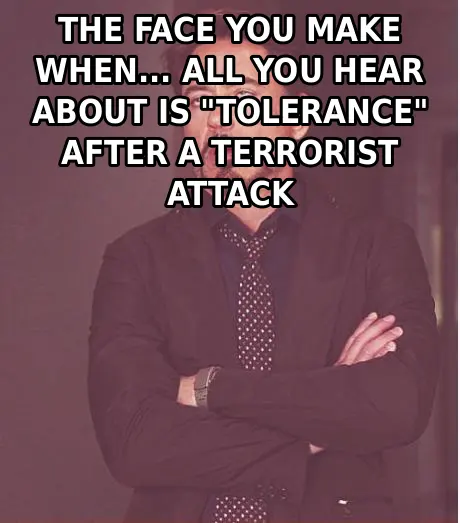 THE FACE YOU MAKE
WHEN... ALL YOU HEAR
ABOUT IS "TOLERANCE"
AFTER A TERRORIST
ATTACK